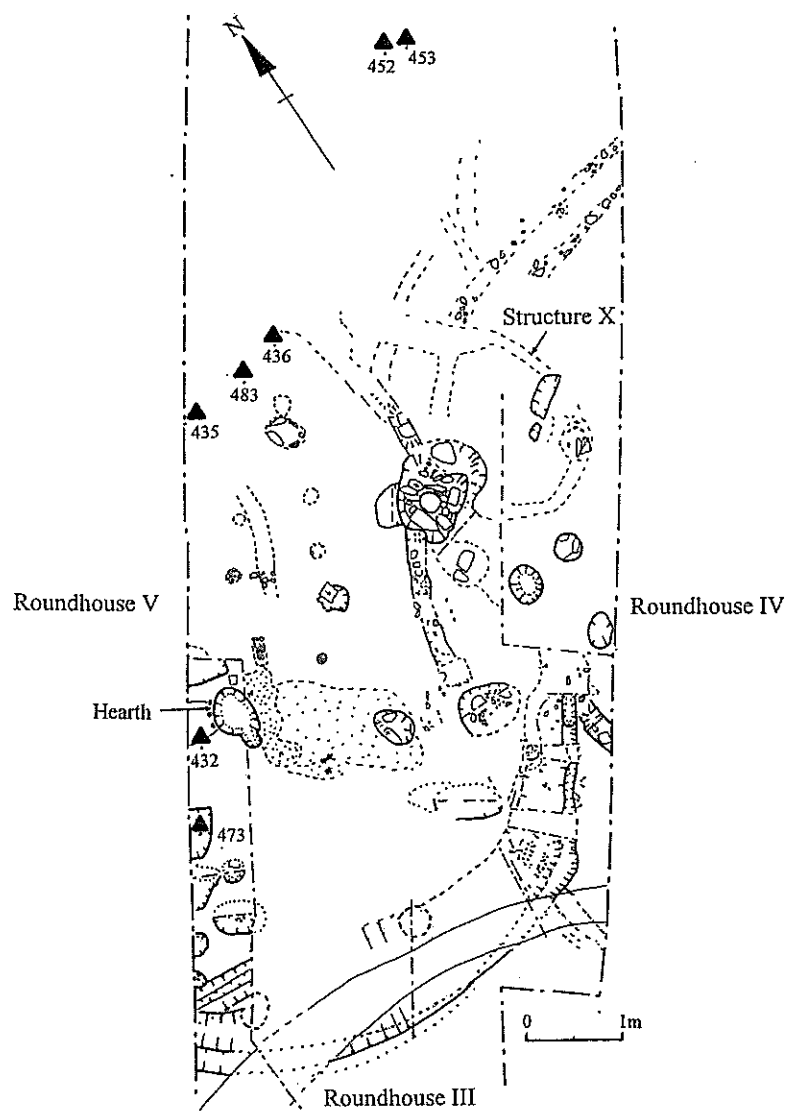 N
452 453
Structure X
436
483
435
Roundhouse V
Roundhouse IV
Hearth
432
473
0 1m
Roundhouse III